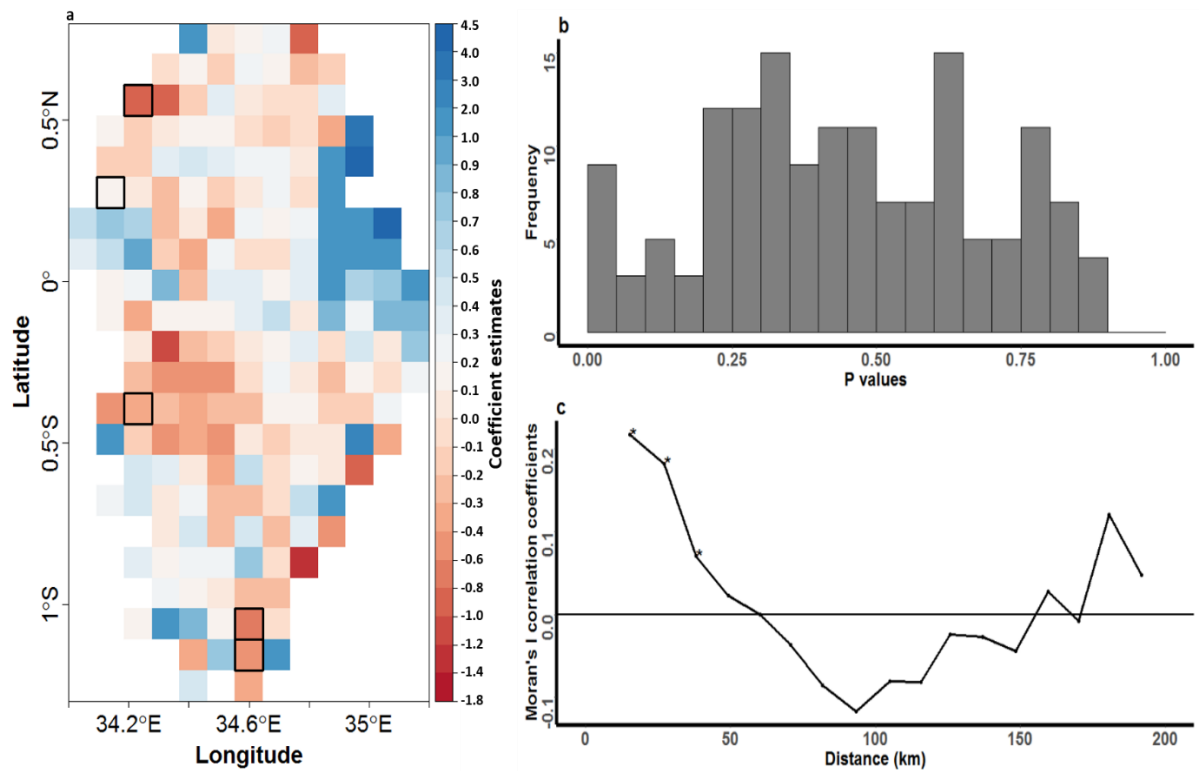 a
0.5°N
0°
0.5°S
1°S
Latitude
34.2°E 34.6°E 35°E
Longitude
4.5
4.0
3.0
2.0
1.0
0.9
0.8
0.7
0.6
0.5
0.4
0.3
0.2
0.1
0.0
-0.1
-0.2
-0.3
-0.4
-0.6
-0.8
-1.0
-1.2
-1.4
-1.8
Coefficient estimates
b
15
10
5
0
Frequency
0.00 0.25 0.50 0.75 1.00
P values
c
0.2
0.1
0.0
-0.1
Moran's I correlation coefficients
* * *
0 50 100 150 200
Distance (km)